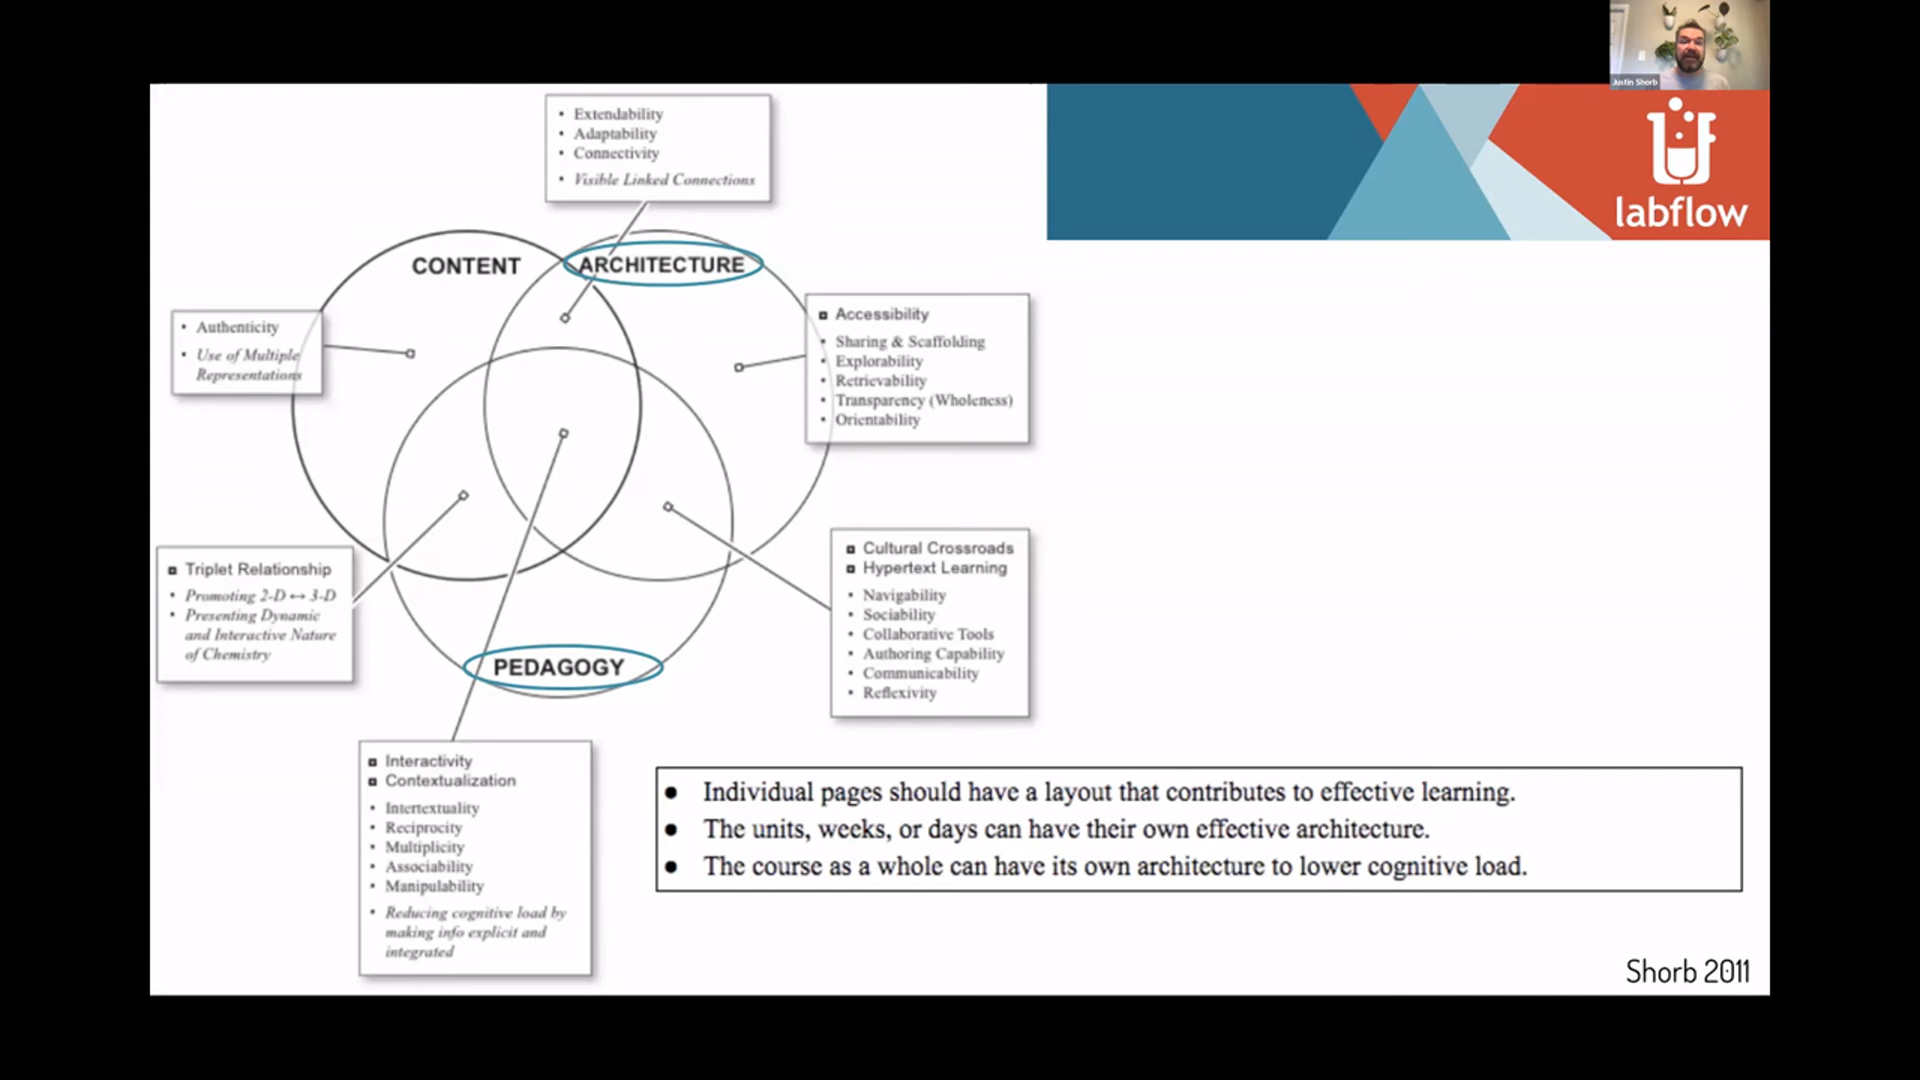 Justin Shorb
labflow
• Extendability
• Adaptability
• Connectivity
• Visible Linked Connections
CONTENT
ARCHITECTURE
• Authenticity
• Use of Multiple
Representations
Accessibility
• Sharing & Scaffolding
• Explorability
• Retrievability
• Transparency (Wholeness)
• Orientability
Triplet Relationship
• Promoting 2-D ↔ 3-D
• Presenting Dynamic
and Interactive Nature
of Chemistry
Cultural Crossroads
Hypertext Learning
• Navigability
• Sociability
• Collaborative Tools
• Authoring Capability
• Communicability
• Reflexivity
PEDAGOGY
Interactivity
Contextualization
• Intertextuality
• Reciprocity
• Multiplicity
• Associability
• Manipulability
• Reducing cognitive load by
making info explicit and
integrated
● Individual pages should have a layout that contributes to effective learning.
● The units, weeks, or days can have their own effective architecture.
● The course as a whole can have its own architecture to lower cognitive load.
Shorb 2011